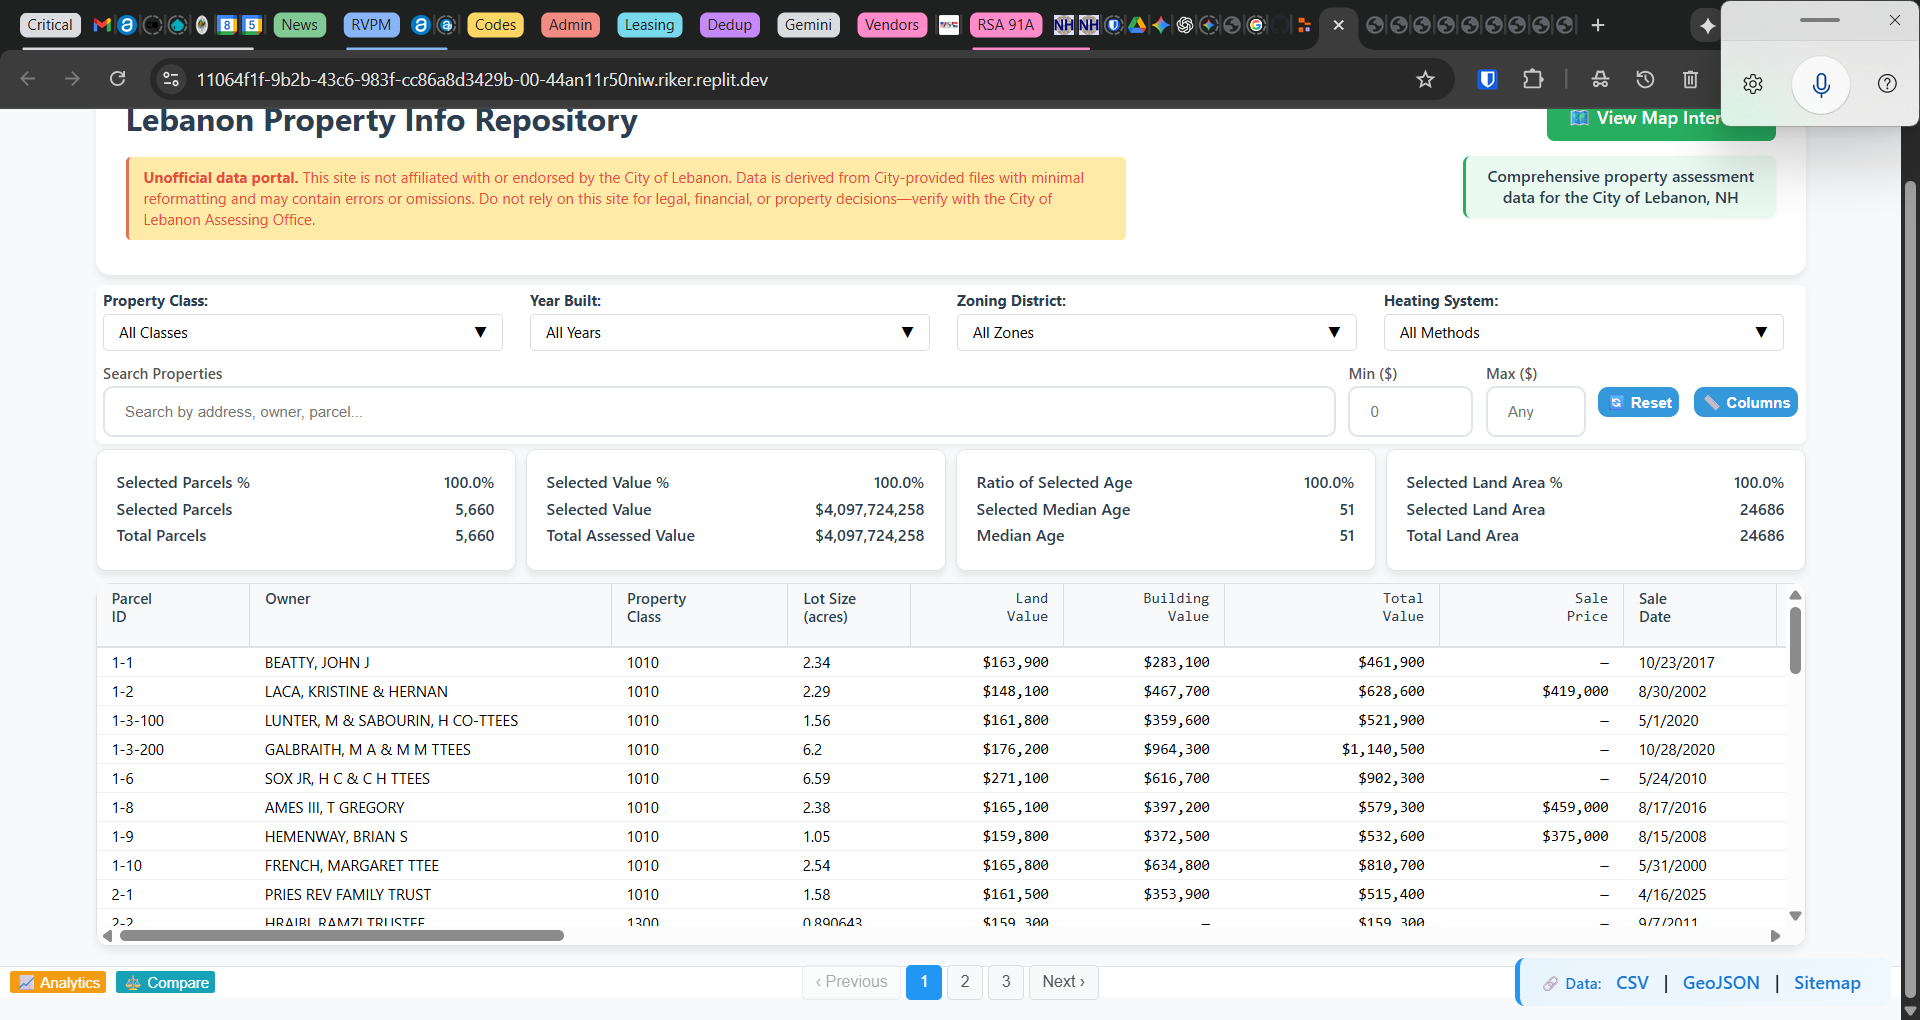 Critical
8
5
News
RVPM
Codes
Admin
Leasing
Dedup
Gemini
Vendors
RSA 91A
NH
NH
11064f1f-9b2b-43c6-983f-cc86a8d3429b-00-44an11r50niw.riker.replit.dev
Lebanon Property Info Repository
View Map Inter
Unofficial data portal. This site is not affiliated with or endorsed by the City of Lebanon. Data is derived from City-provided files with minimal
reformatting and may contain errors or omissions. Do not rely on this site for legal, financial, or property decisions—verify with the City of
Lebanon Assessing Office.
Comprehensive property assessment
data for the City of Lebanon, NH
Property Class: Year Built: Zoning District: Heating System:
All Classes All Years All Zones All Methods
Search Properties Min ($) Max ($)
Search by address, owner, parcel... 0 Any Reset Columns
Selected Parcels % 100.0% Selected Value % 100.0% Ratio of Selected Age 100.0% Selected Land Area % 100.0%
Selected Parcels 5,660 Selected Value $4,097,724,258 Selected Median Age 51 Selected Land Area 24686
Total Parcels 5,660 Total Assessed Value $4,097,724,258 Median Age 51 Total Land Area 24686
Parcel Owner Property Lot Size Land Building Total Sale Sale
ID Class (acres) Value Value Value Price Date
1-1 BEATTY, JOHN J 1010 2.34 $163,900 $283,100 $461,900 – 10/23/2017
1-2 LACA, KRISTINE & HERNAN 1010 2.29 $148,100 $467,700 $628,600 $419,000 8/30/2002
1-3-100 LUNTER, M & SABOURIN, H CO-TTEES 1010 1.56 $161,800 $359,600 $521,900 – 5/1/2020
1-3-200 GALBRAITH, M A & M M TTEES 1010 6.2 $176,200 $964,300 $1,140,500 – 10/28/2020
1-6 SOX JR, H C & C H TTEES 1010 6.59 $271,100 $616,700 $902,300 – 5/24/2010
1-8 AMES III, T GREGORY 1010 2.38 $165,100 $397,200 $579,300 $459,000 8/17/2016
1-9 HEMENWAY, BRIAN S 1010 1.05 $159,800 $372,500 $532,600 $375,000 8/15/2008
1-10 FRENCH, MARGARET TTEE 1010 2.54 $165,800 $634,800 $810,700 – 5/31/2000
2-1 PRIES REV FAMILY TRUST 1010 1.58 $161,500 $353,900 $515,400 – 4/16/2025
2-2 HRAIBI, RAMZI TRUSTEE 1300 0.890643 $159,300 – $159,300 – 9/7/2011
Analytics Compare ‹ Previous 1 2 3 Next › Data: CSV | GeoJSON | Sitemap